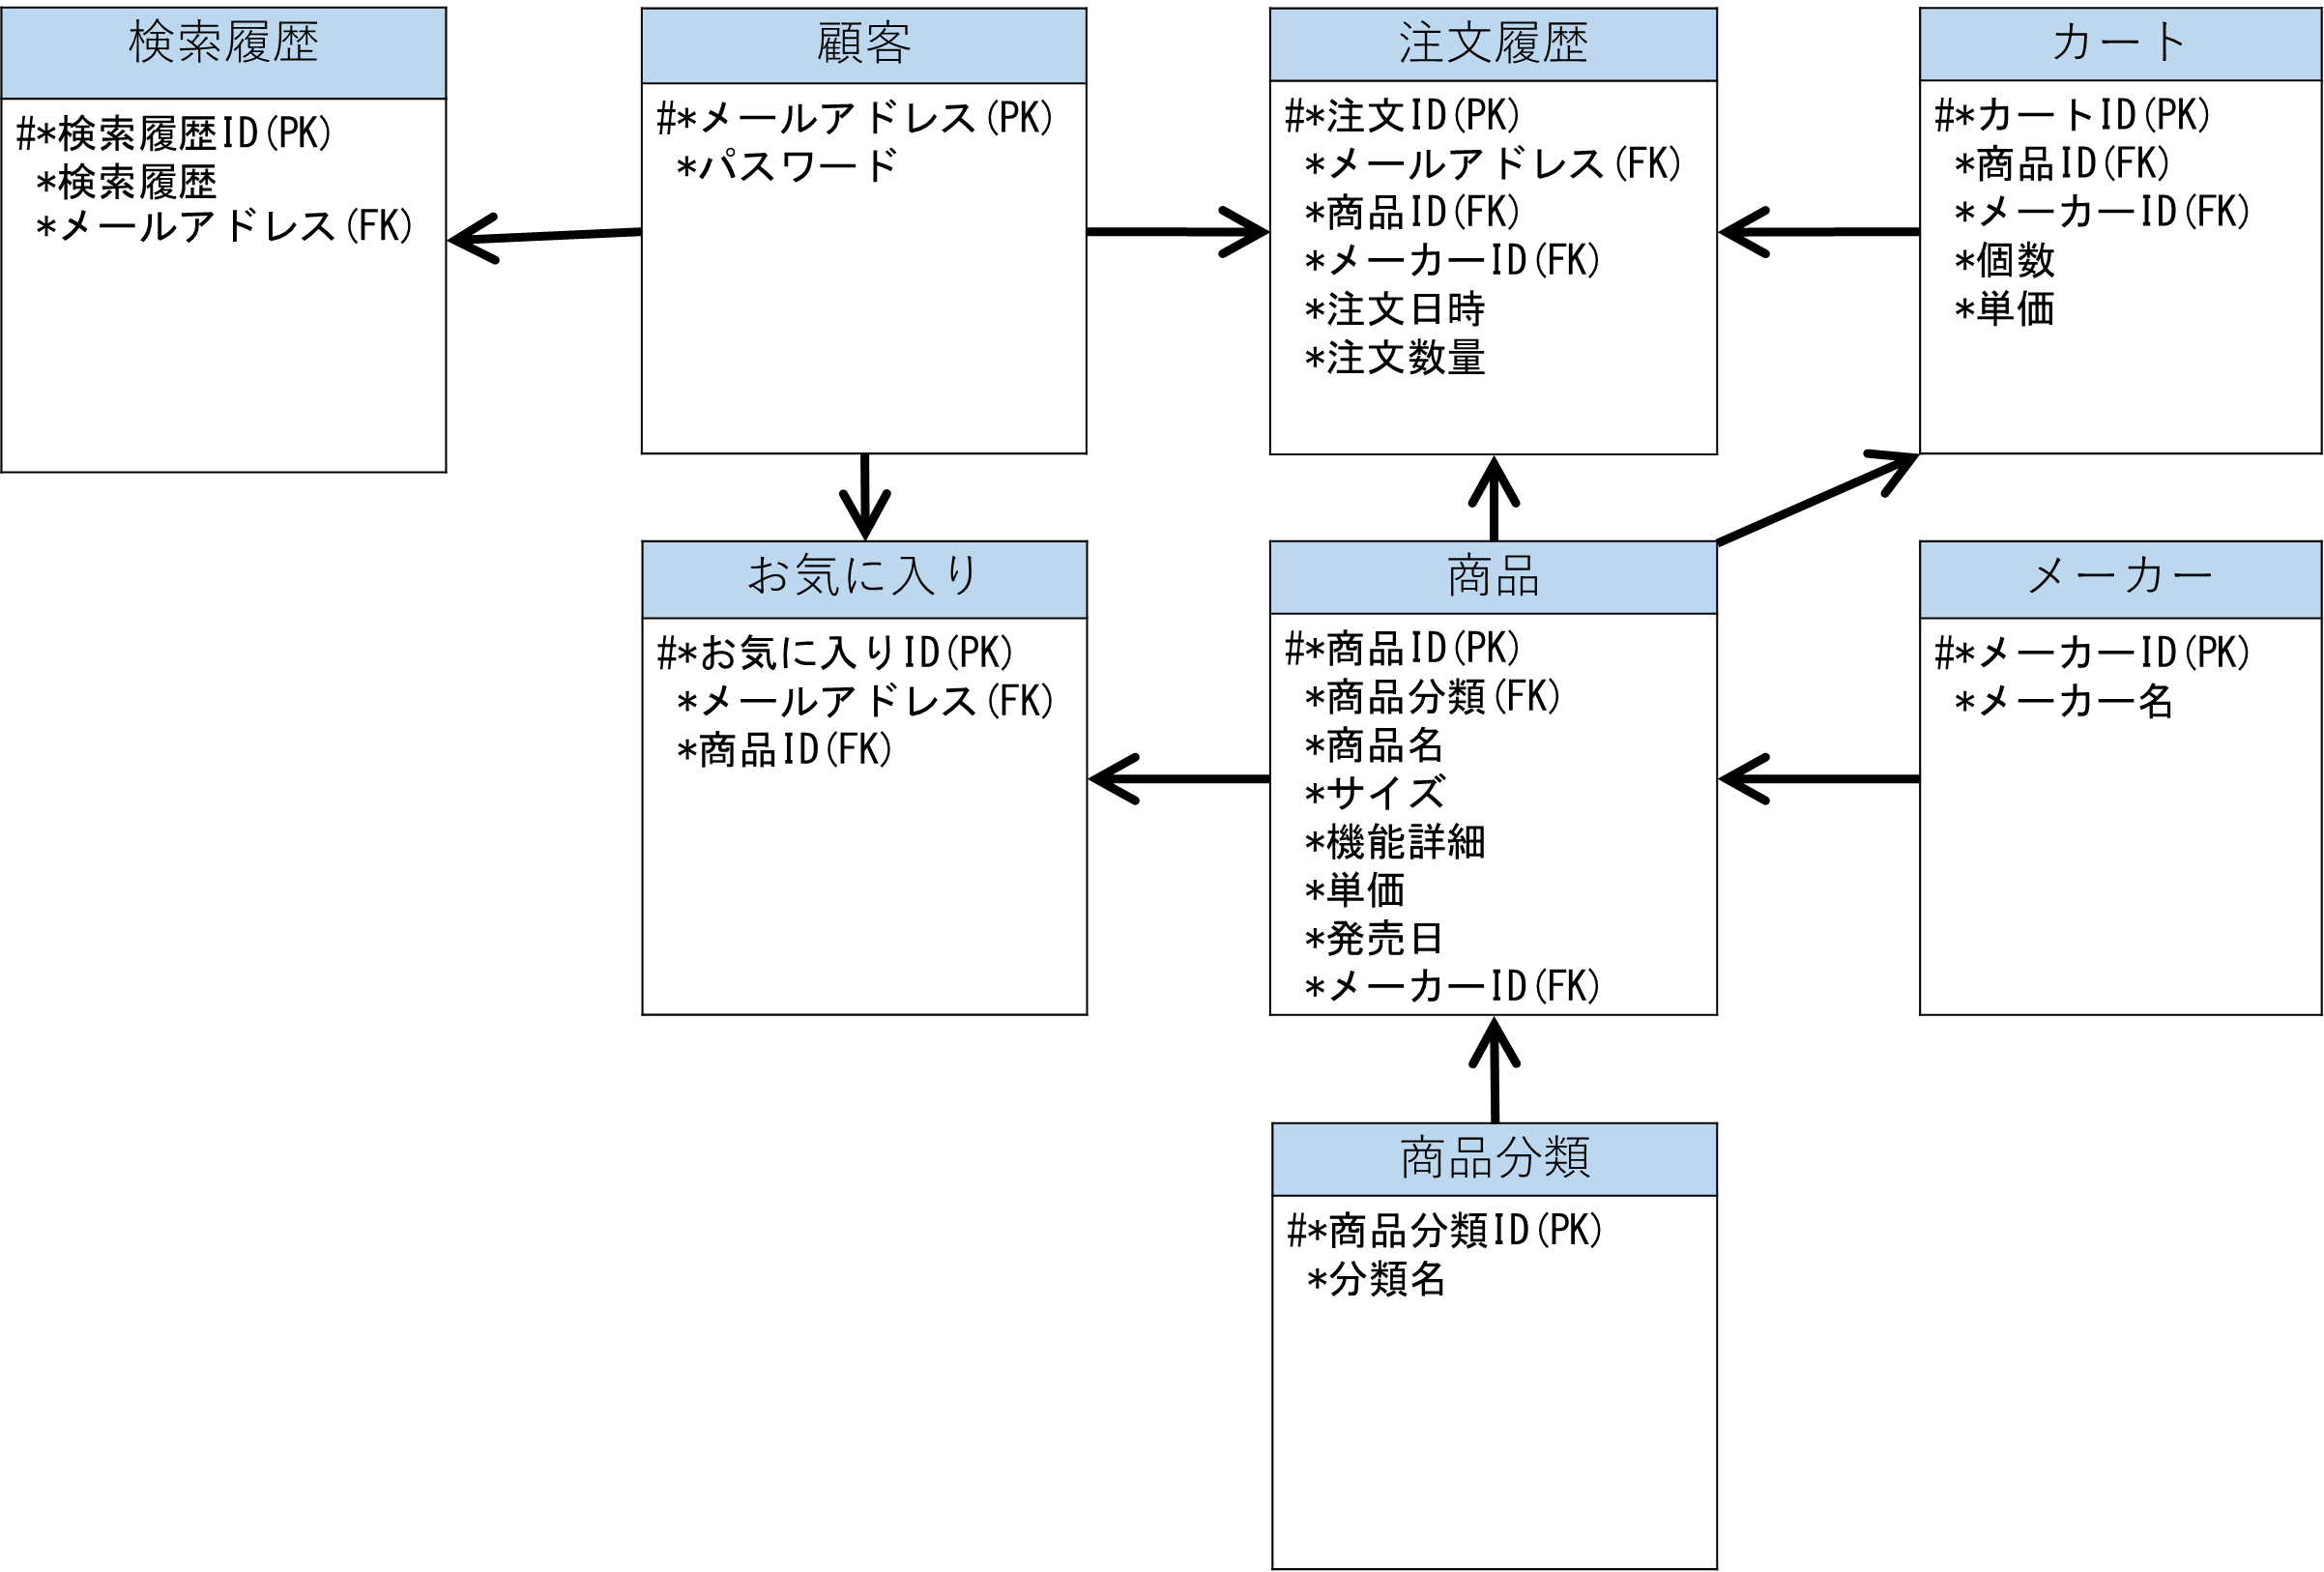 検索履歴
#*検索履歴ID(PK)
*検索履歴
*メールアドレス(FK)
顧客
#*メールアドレス(PK)
*パスワード
注文履歴
#*注文ID(PK)
*メールアドレス(FK)
*商品ID(FK)
*メーカーID(FK)
*注文日時
*注文数量
カート
#*カートID(PK)
*商品ID(FK)
*メーカーID(FK)
*個数
*単価
お気に入り
#*お気に入りID(PK)
*メールアドレス(FK)
*商品ID(FK)
商品
#*商品ID(PK)
*商品分類(FK)
*商品名
*サイズ
*機能詳細
*単価
*発売日
*メーカーID(FK)
メーカー
#*メーカーID(PK)
*メーカー名
商品分類
#*商品分類ID(PK)
*分類名